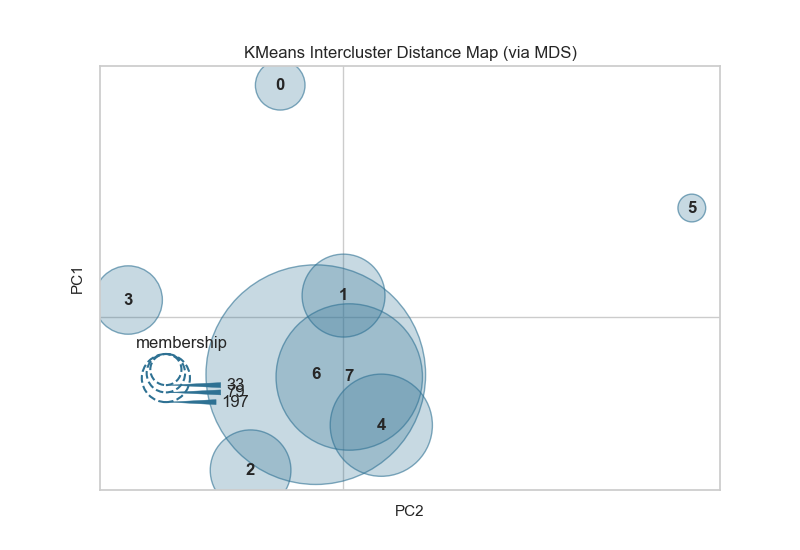 KMeans Intercluster Distance Map (via MDS)
0
5
PC1
3
1
membership
6
7
33
79
197
4
2
PC2